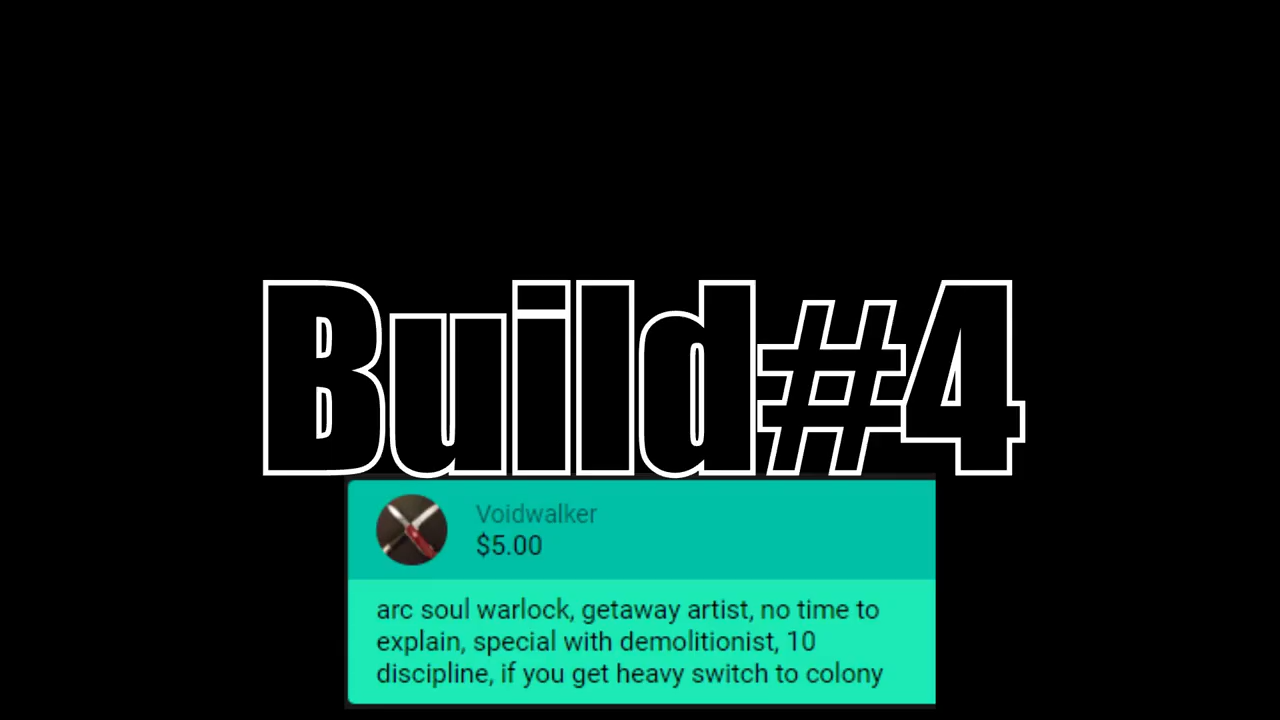 Build#4
Voidwalker
$5.00
arc soul warlock, getaway artist, no time to
explain, special with demolitionist, 10
discipline, if you get heavy switch to colony